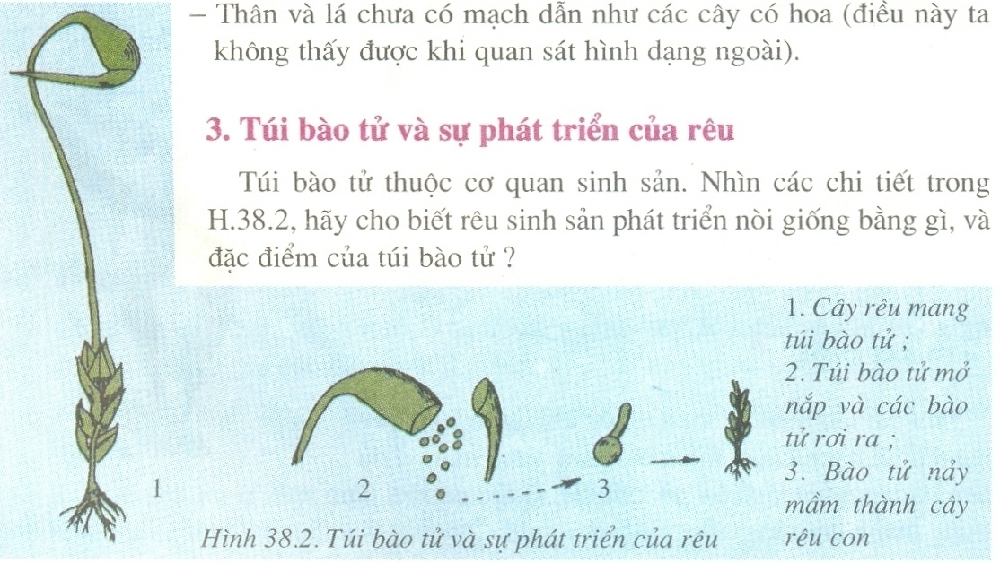 – Thân và lá chưa có mạch dẫn như các cây có hoa (điều này ta
không thấy được khi quan sát hình dạng ngoài).
3. Túi bào tử và sự phát triển của rêu
Túi bào tử thuộc cơ quan sinh sản. Nhìn các chi tiết trong
H.38.2, hãy cho biết rêu sinh sản phát triển nòi giống bằng gì, và
đặc điểm của túi bào tử ?
1. Cây rêu mang
túi bào tử ;
2. Túi bào tử mở
nắp và các bào
tử rơi ra ;
3. Bào tử nảy
mầm thành cây
rêu con
1
2
3
Hình 38.2. Túi bào tử và sự phát triển của rêu